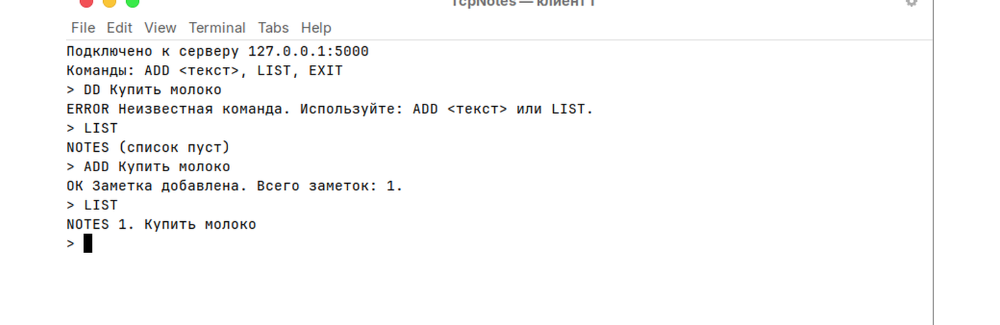 TcpNotes — клиент 1
File Edit View Terminal Tabs Help
Подключено к серверу 127.0.0.1:5000
Команды: ADD <текст>, LIST, EXIT
> DD Купить молоко
ERROR Неизвестная команда. Используйте: ADD <текст> или LIST.
> LIST
NOTES (список пуст)
> ADD Купить молоко
OK Заметка добавлена. Всего заметок: 1.
> LIST
NOTES 1. Купить молоко
>